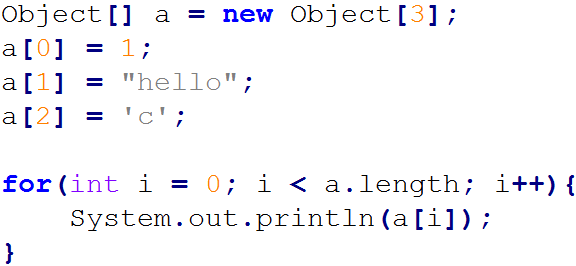 Object[] a = new Object[3];
a[0] = 1;
a[1] = "hello";
a[2] = 'c';

for(int i = 0; i < a.length; i++){
    System.out.println(a[i]);
}